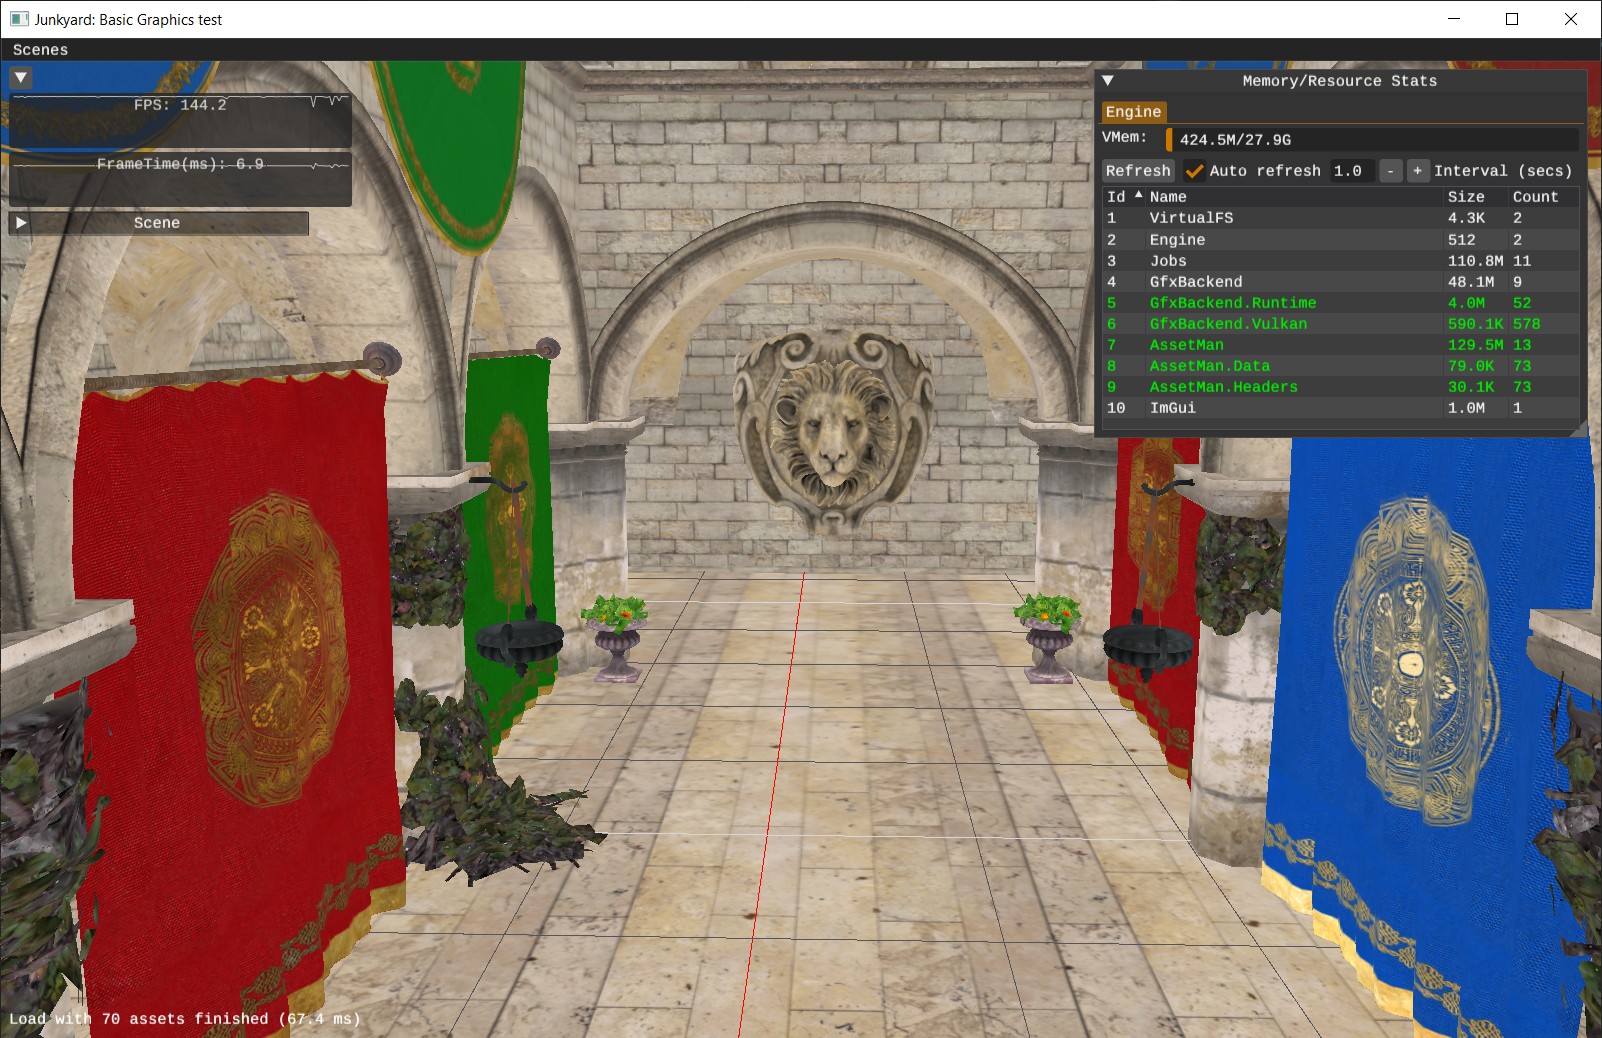 Junkyard: Basic Graphics test
Scenes
FPS: 144.2
FrameTime(ms): 6.9
Scene
Memory/Resource Stats
Engine
VMem: 424.5M/27.9G
Refresh Auto refresh 1.0 - + Interval (secs)
Id Name Size Count
1 VirtualFS 4.3K 2
2 Engine 512 2
3 Jobs 110.8M 11
4 GfxBackend 48.1M 9
5 GfxBackend.Runtime 4.0M 52
6 GfxBackend.Vulkan 590.1K 578
7 AssetMan 129.5M 13
8 AssetMan.Data 79.0K 73
9 AssetMan.Headers 30.1K 73
10 ImGui 1.0M 1
Load with 70 assets finished (67.4 ms)